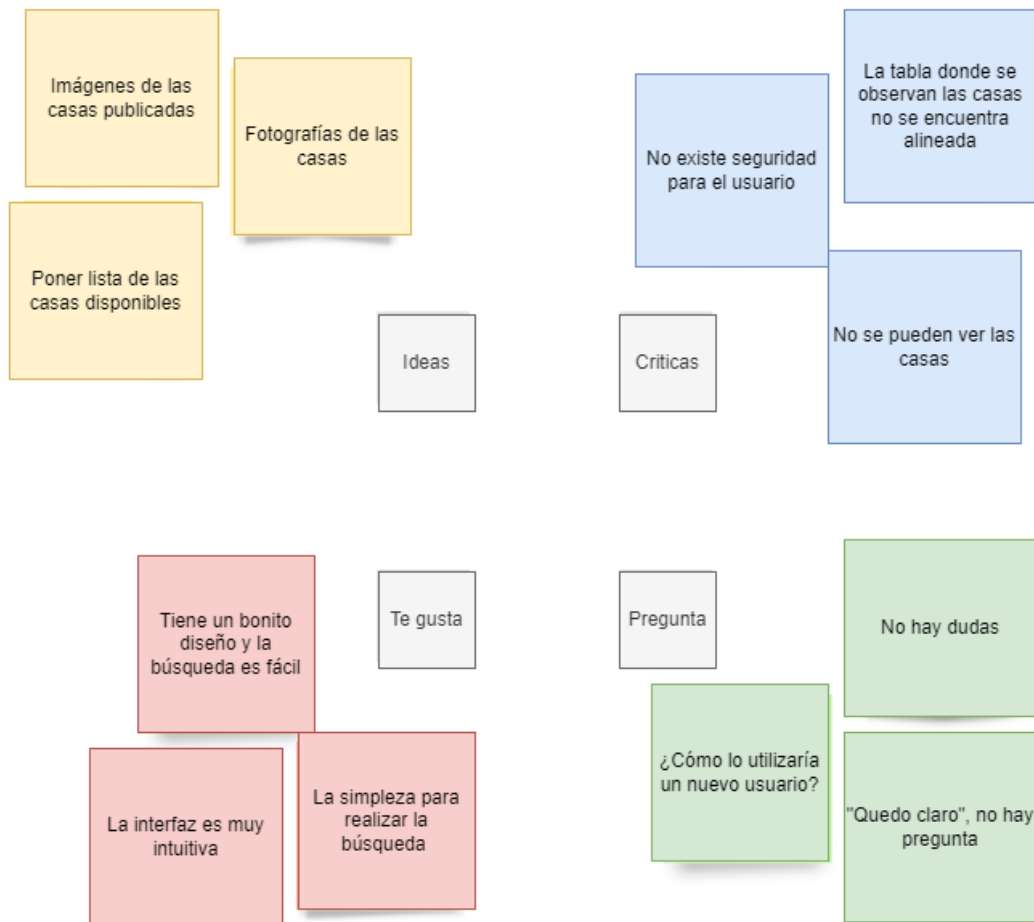 Imágenes de las
casas publicadas
Fotografías de las
casas
Poner lista de las
casas disponibles
Ideas
La tabla donde se
observan las casas
no se encuentra
alineada
No existe seguridad
para el usuario
No se pueden ver las
casas
Criticas
Te gusta
Tiene un bonito
diseño y la
búsqueda es fácil
La interfaz es muy
intuitiva
La simpleza para
realizar la
búsqueda
Pregunta
No hay dudas
¿Cómo lo utilizaría
un nuevo usuario?
"Quedo claro", no hay
pregunta